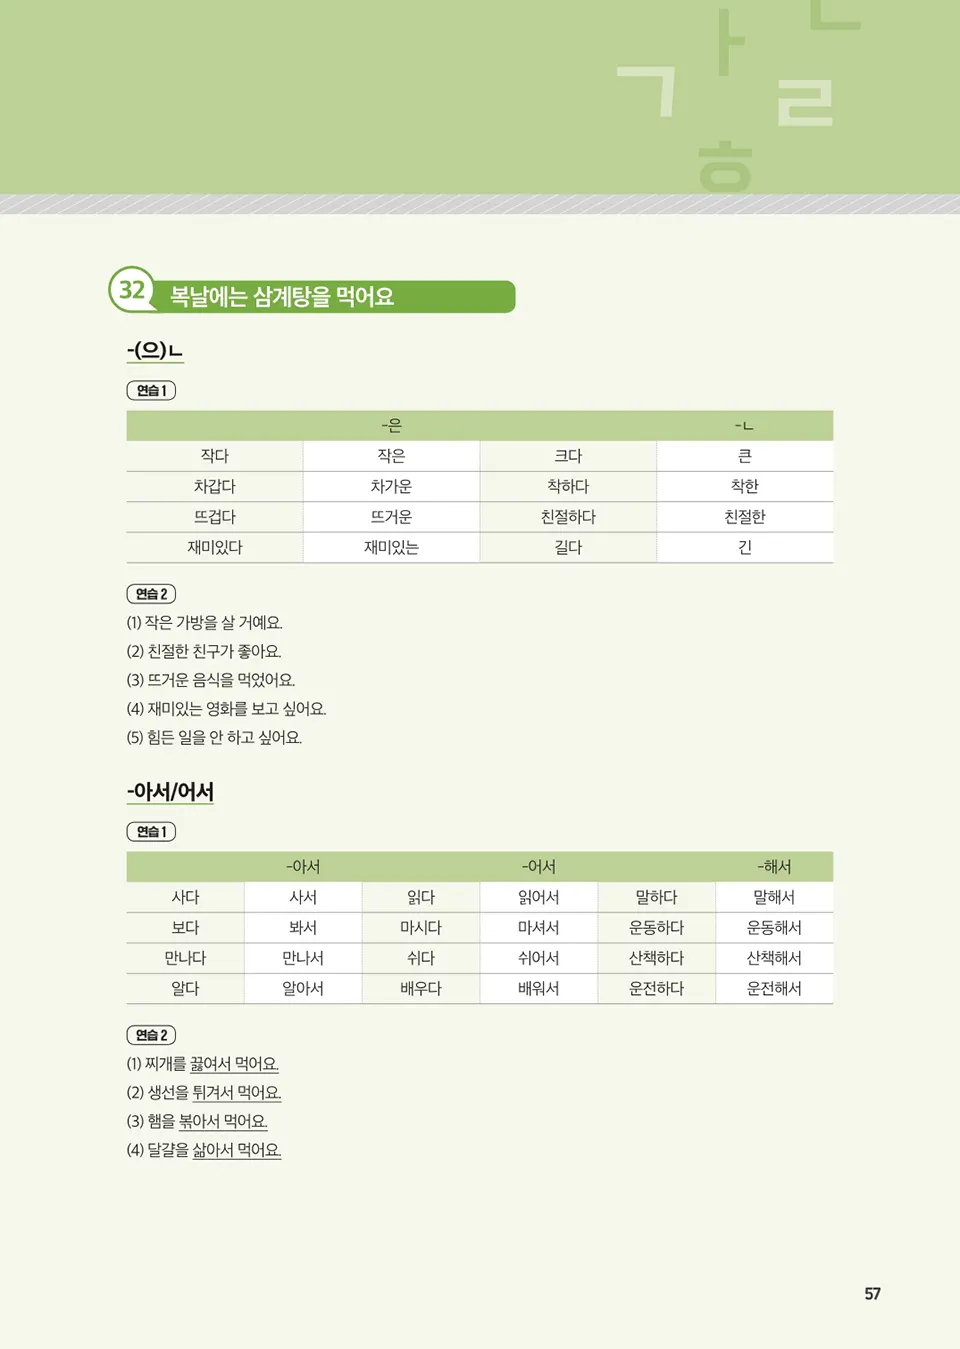 ㄱ ㅏ ㄴ ㄹ ㅎ
32 복날에는 삼계탕을 먹어요
-(으)ㄴ
연습 1
-은 -ㄴ
작다 작은 크다 큰
차갑다 차가운 착하다 착한
뜨겁다 뜨거운 친절하다 친절한
재미있다 재미있는 길다 긴
연습 2
(1) 작은 가방을 살 거예요.
(2) 친절한 친구가 좋아요.
(3) 뜨거운 음식을 먹었어요.
(4) 재미있는 영화를 보고 싶어요.
(5) 힘든 일을 안 하고 싶어요.
-아서/어서
연습 1
-아서 -어서 -해서
사다 사서 읽다 읽어서 말하다 말해서
보다 봐서 마시다 마셔서 운동하다 운동해서
만나다 만나서 쉬다 쉬어서 산책하다 산책해서
알다 알아서 배우다 배워서 운전하다 운전해서
연습 2
(1) 찌개를 끓여서 먹어요.
(2) 생선을 튀겨서 먹어요.
(3) 햄을 볶아서 먹어요.
(4) 달걀을 삶아서 먹어요.
57